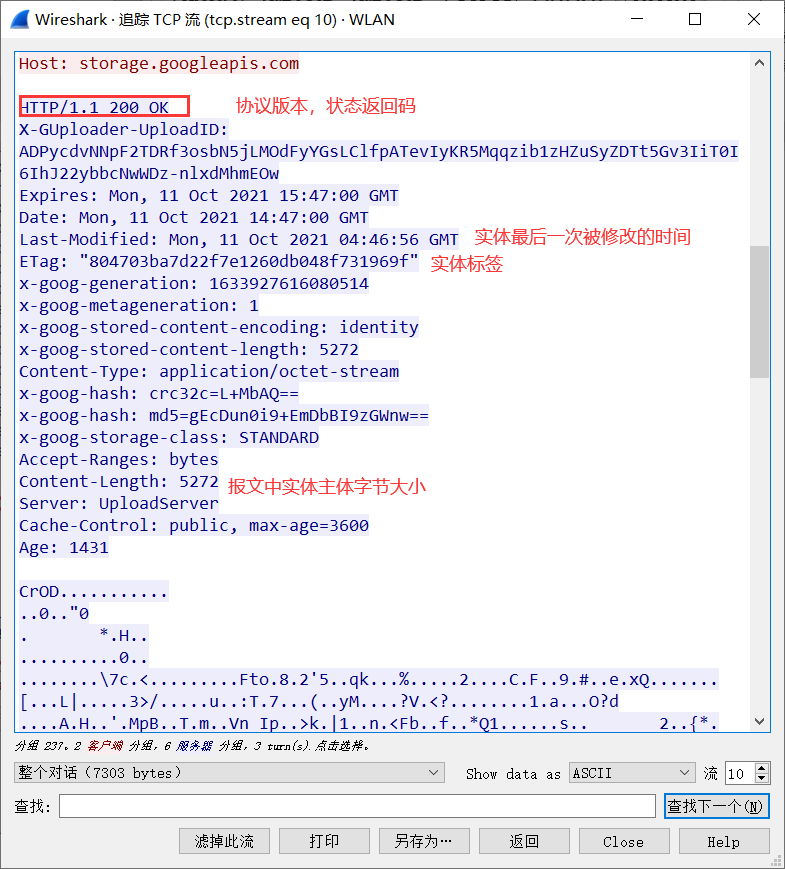 Wireshark · 追踪 TCP 流 (tcp.stream eq 10) · WLAN
Host: storage.googleapis.com
HTTP/1.1 200 OK 协议版本，状态返回码
X-GUploader-UploadID:
ADPycdvNNpF2TDRf3osbN5jLMOdFyYGsLClfpATevIyKR5Mqqzib1zHZuSyZDTt5Gv3IiT0I
6IhJ22ybbcNwWDz-nlxdMhmEOw
Expires: Mon, 11 Oct 2021 15:47:00 GMT
Date: Mon, 11 Oct 2021 14:47:00 GMT
Last-Modified: Mon, 11 Oct 2021 04:46:56 GMT 实体最后一次被修改的时间
ETag: "804703ba7d22f7e1260db048f731969f" 实体标签
x-goog-generation: 1633927616080514
x-goog-metageneration: 1
x-goog-stored-content-encoding: identity
x-goog-stored-content-length: 5272
Content-Type: application/octet-stream
x-goog-hash: crc32c=L+MbAQ==
x-goog-hash: md5=gEcDun0i9+EmDbBI9zGWnw==
x-goog-storage-class: STANDARD
Accept-Ranges: bytes
Content-Length: 5272 报文中实体主体字节大小
Server: UploadServer
Cache-Control: public, max-age=3600
Age: 1431
CrOD...........
..0.."0
. *.H..
..........0..
........\7c.<.........Fto.8.2'5..qk...%.....2....C.F..9.#..e.xQ.......
[...L|.....3>/.....u..:T.7...(..yM....?V.<?........1.a...O?d
....A.H..'.MpB..T.m..Vn Ip..>k.|1..n.<Fb..f..*Q1......s.. 2..{*.
分组 237。2 客户端 分组，6 服务器 分组，3 turn(s).点击选择。
整个对话（7303 bytes） Show data as ASCII 流 10
查找: 查找下一个(N)
滤掉此流 打印 另存为… 返回 Close Help